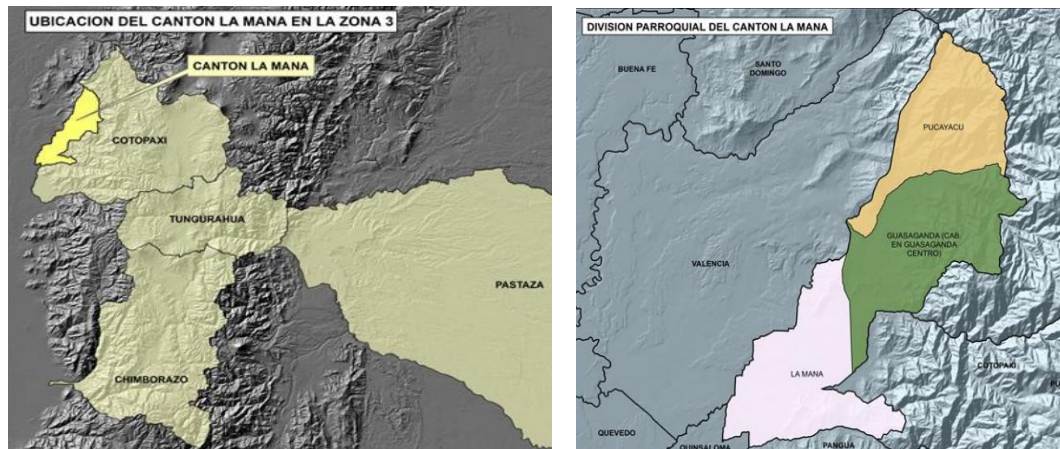 UBICACION DEL CANTON LA MANA EN LA ZONA 3
CANTON LA MANA
COTOPAXI
TUNGURAHUA
PASTAZA
CHIMBORAZO
DIVISION PARROQUIAL DEL CANTON LA MANA
BUENA FE
SANTO
DOMINGO
PUCAYACU
GUASAGANDA (CAB.
EN GUASAGANDA
CENTRO)
VALENCIA
LA MANA
COTOPAXI
QUEVEDO
QUINSALOMA
PANGUA